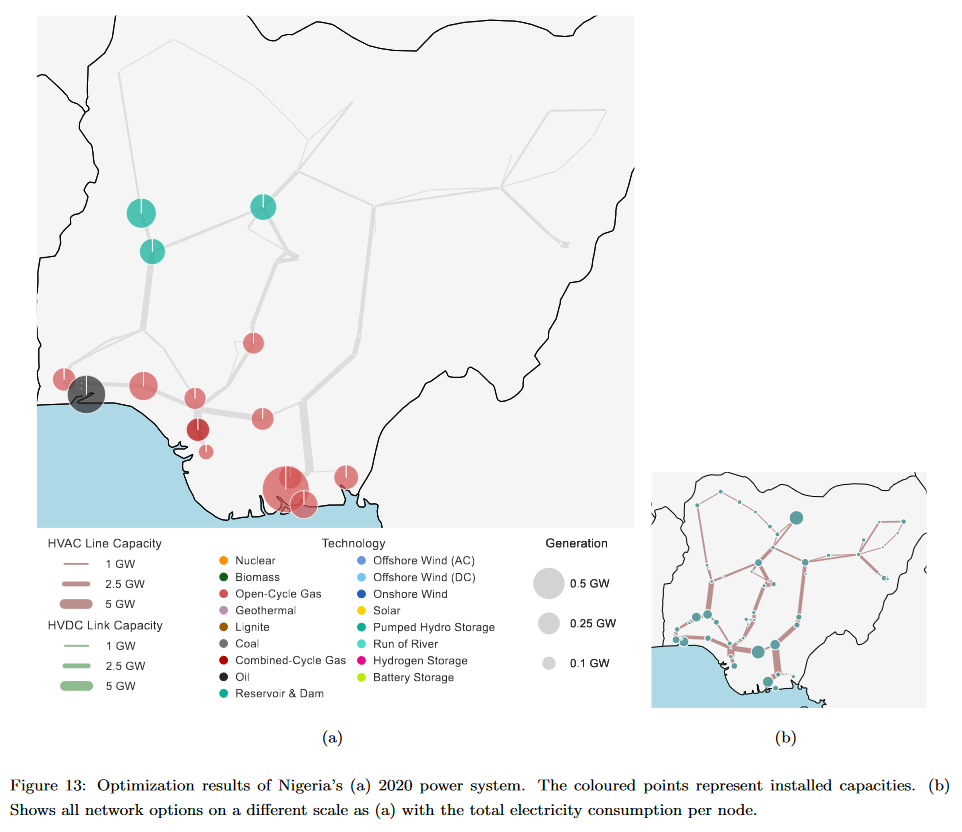 HVAC Line Capacity
1 GW
2.5 GW
5 GW
HVDC Link Capacity
1 GW
2.5 GW
5 GW
Technology
Nuclear
Biomass
Open-Cycle Gas
Geothermal
Lignite
Coal
Combined-Cycle Gas
Oil
Reservoir & Dam
Offshore Wind (AC)
Offshore Wind (DC)
Onshore Wind
Solar
Pumped Hydro Storage
Run of River
Hydrogen Storage
Battery Storage
Generation
0.5 GW
0.25 GW
0.1 GW
(a)
(b)
Figure 13: Optimization results of Nigeria's (a) 2020 power system. The coloured points represent installed capacities. (b)
Shows all network options on a different scale as (a) with the total electricity consumption per node.